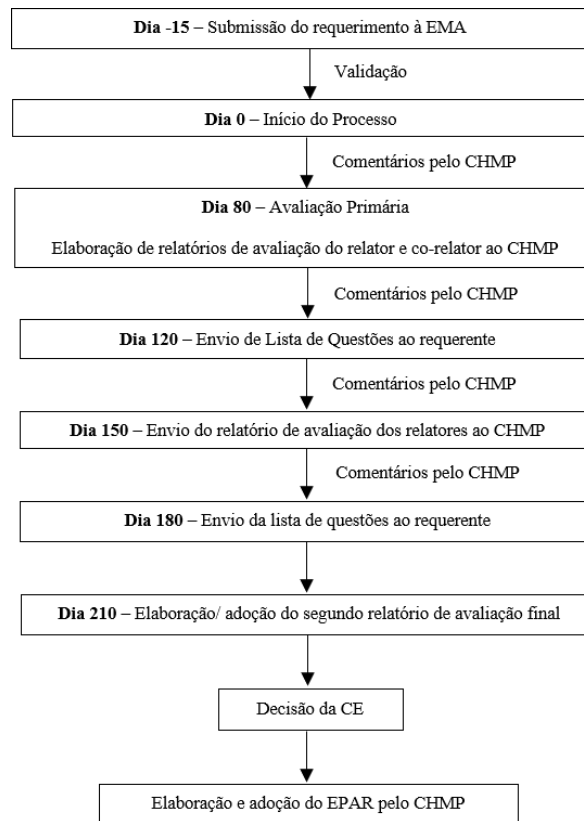 Dia -15 – Submissão do requerimento à EMA
Validação
Dia 0 – Início do Processo
Comentários pelo CHMP
Dia 80 – Avaliação Primária
Elaboração de relatórios de avaliação do relator e co-relator ao CHMP
Comentários pelo CHMP
Dia 120 – Envio de Lista de Questões ao requerente
Comentários pelo CHMP
Dia 150 – Envio do relatório de avaliação dos relatores ao CHMP
Comentários pelo CHMP
Dia 180 – Envio da lista de questões ao requerente
Dia 210 – Elaboração/ adoção do segundo relatório de avaliação final
Decisão da CE
Elaboração e adoção do EPAR pelo CHMP